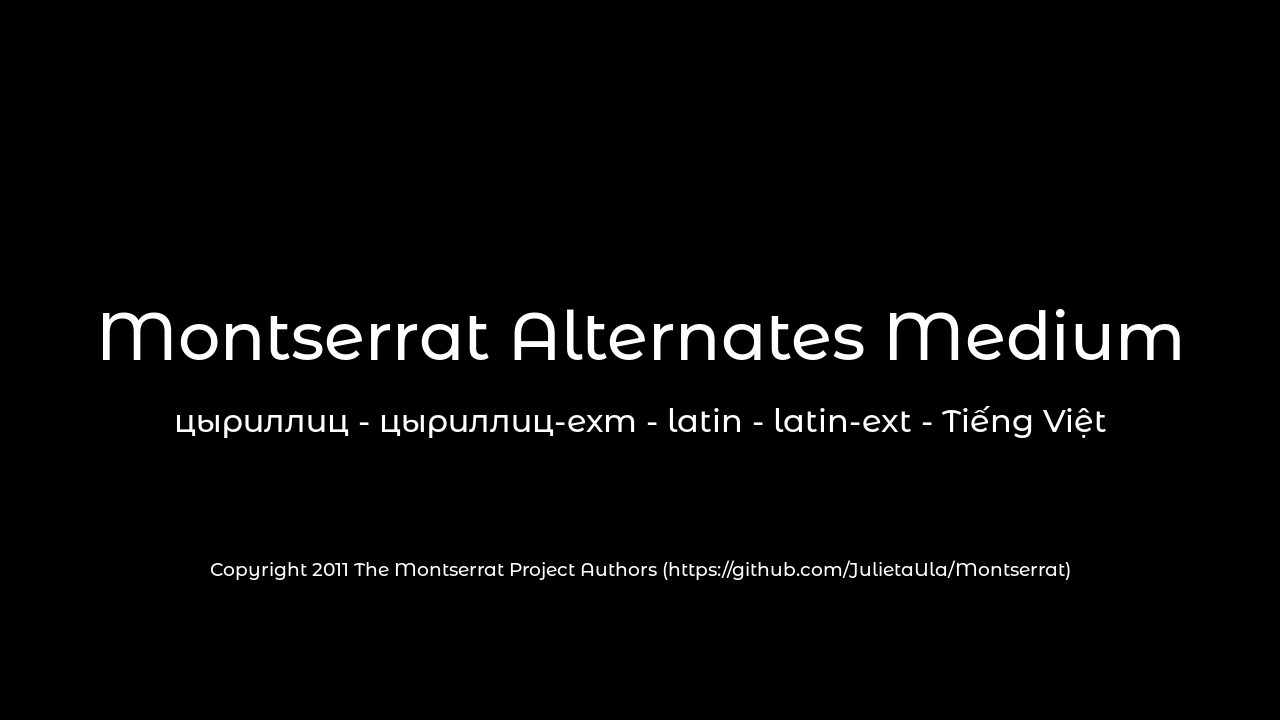 Montserrat Alternates Medium
цыриллиц - цыриллиц-ехт - latin - latin-ext - Tiếng Việt
Copyright 2011 The Montserrat Project Authors (https://github.com/JulietaUla/Montserrat)